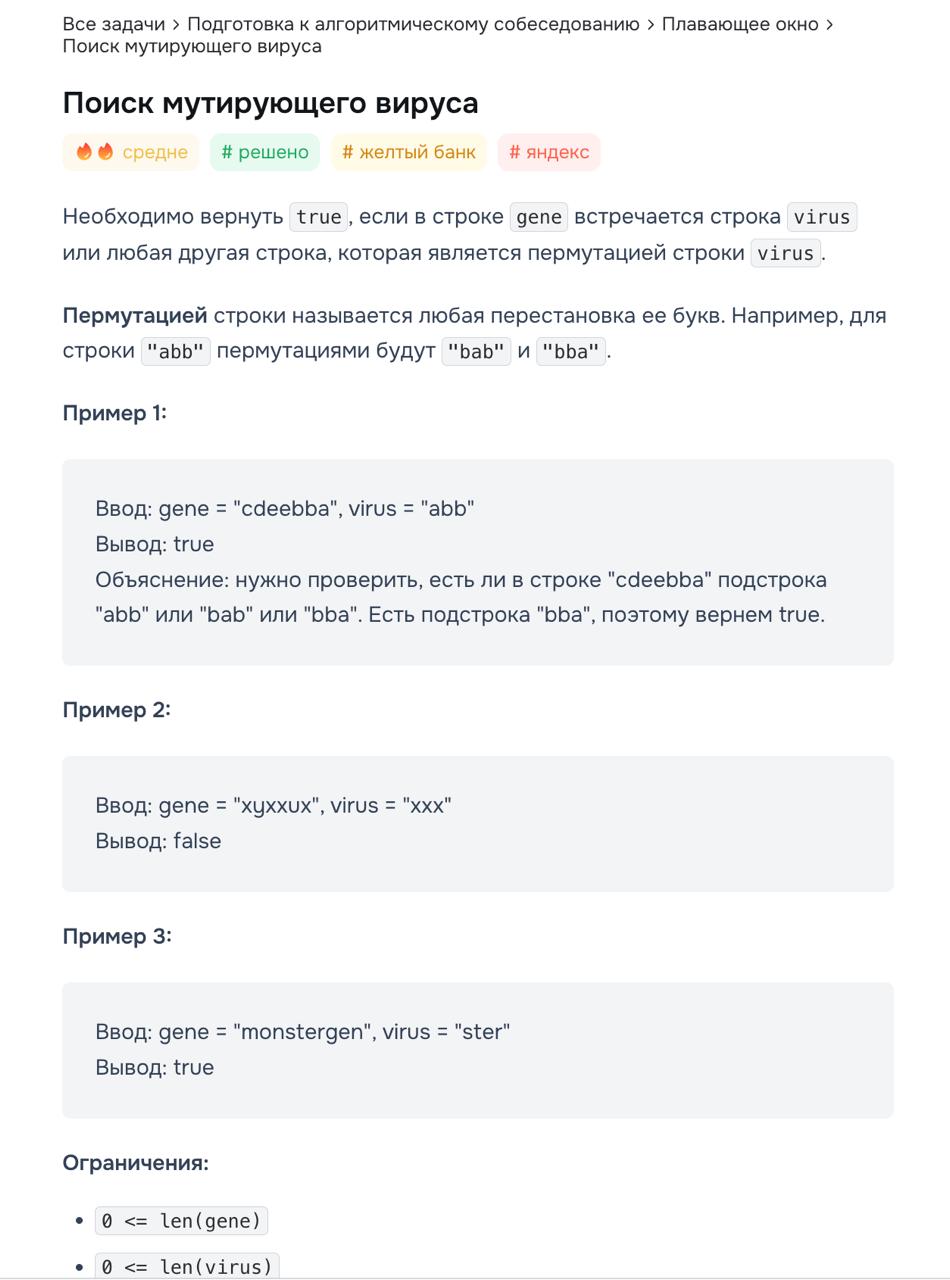 Все задачи › Подготовка к алгоритмическому собеседованию › Плавающее окно ›
Поиск мутирующего вируса
Поиск мутирующего вируса
🔥🔥 средне # решено # желтый банк # яндекс
Необходимо вернуть true, если в строке gene встречается строка virus
или любая другая строка, которая является пермутацией строки virus.
Пермутацией строки называется любая перестановка ее букв. Например, для
строки "abb" пермутациями будут "bab" и "bba".
Пример 1:
Ввод: gene = "cdeebba", virus = "abb"
Вывод: true
Объяснение: нужно проверить, есть ли в строке "cdeebba" подстрока
"abb" или "bab" или "bba". Есть подстрока "bba", поэтому вернем true.
Пример 2:
Ввод: gene = "xyxxux", virus = "xxx"
Вывод: false
Пример 3:
Ввод: gene = "monstergen", virus = "ster"
Вывод: true
Ограничения:
• 0 <= len(gene)
• 0 <= len(virus)